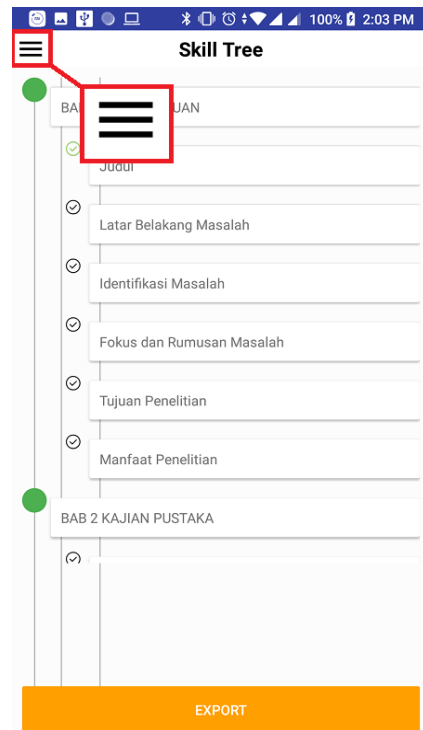 100% 2:03 PM
Skill Tree
BA UAN
Judul
Latar Belakang Masalah
Identifikasi Masalah
Fokus dan Rumusan Masalah
Tujuan Penelitian
Manfaat Penelitian
BAB 2 KAJIAN PUSTAKA
EXPORT